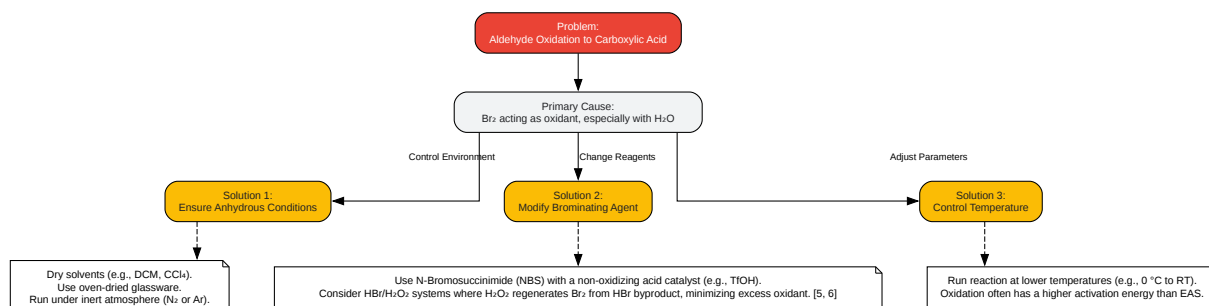 Problem:
Aldehyde Oxidation to Carboxylic Acid
Primary Cause:
Br₂ acting as oxidant, especially with H₂O
Control Environment
Change Reagents
Adjust Parameters
Solution 1:
Ensure Anhydrous Conditions
Solution 2:
Modify Brominating Agent
Solution 3:
Control Temperature
Dry solvents (e.g., DCM, CCl₄).
Use oven-dried glassware.
Run under inert atmosphere (N₂ or Ar).
Use N-Bromosuccinimide (NBS) with a non-oxidizing acid catalyst (e.g., TfOH).
Consider HBr/H₂O₂ systems where H₂O₂ regenerates Br₂ from HBr byproduct, minimizing excess oxidant. [5, 6]
Run reaction at lower temperatures (e.g., 0 °C to RT).
Oxidation often has a higher activation energy than EAS.